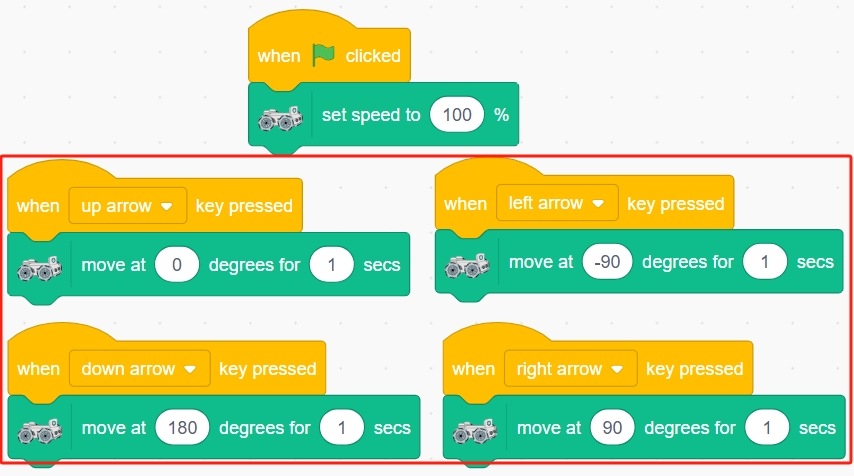 when clicked
set speed to 100 %
when up arrow key pressed
move at 0 degrees for 1 secs
when left arrow key pressed
move at -90 degrees for 1 secs
when down arrow key pressed
move at 180 degrees for 1 secs
when right arrow key pressed
move at 90 degrees for 1 secs